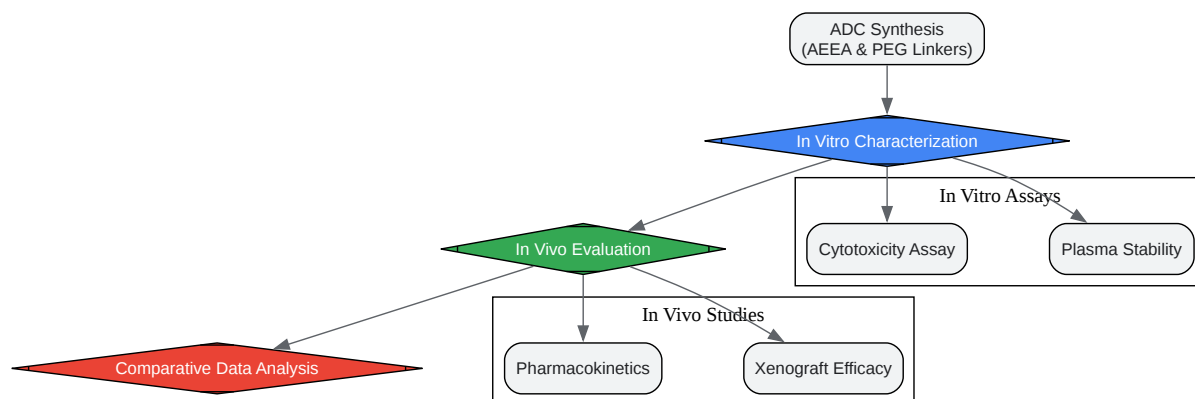 ADC Synthesis
(AEEA & PEG Linkers)
In Vitro Characterization
In Vitro Assays
Cytotoxicity Assay
Plasma Stability
In Vivo Evaluation
In Vivo Studies
Pharmacokinetics
Xenograft Efficacy
Comparative Data Analysis